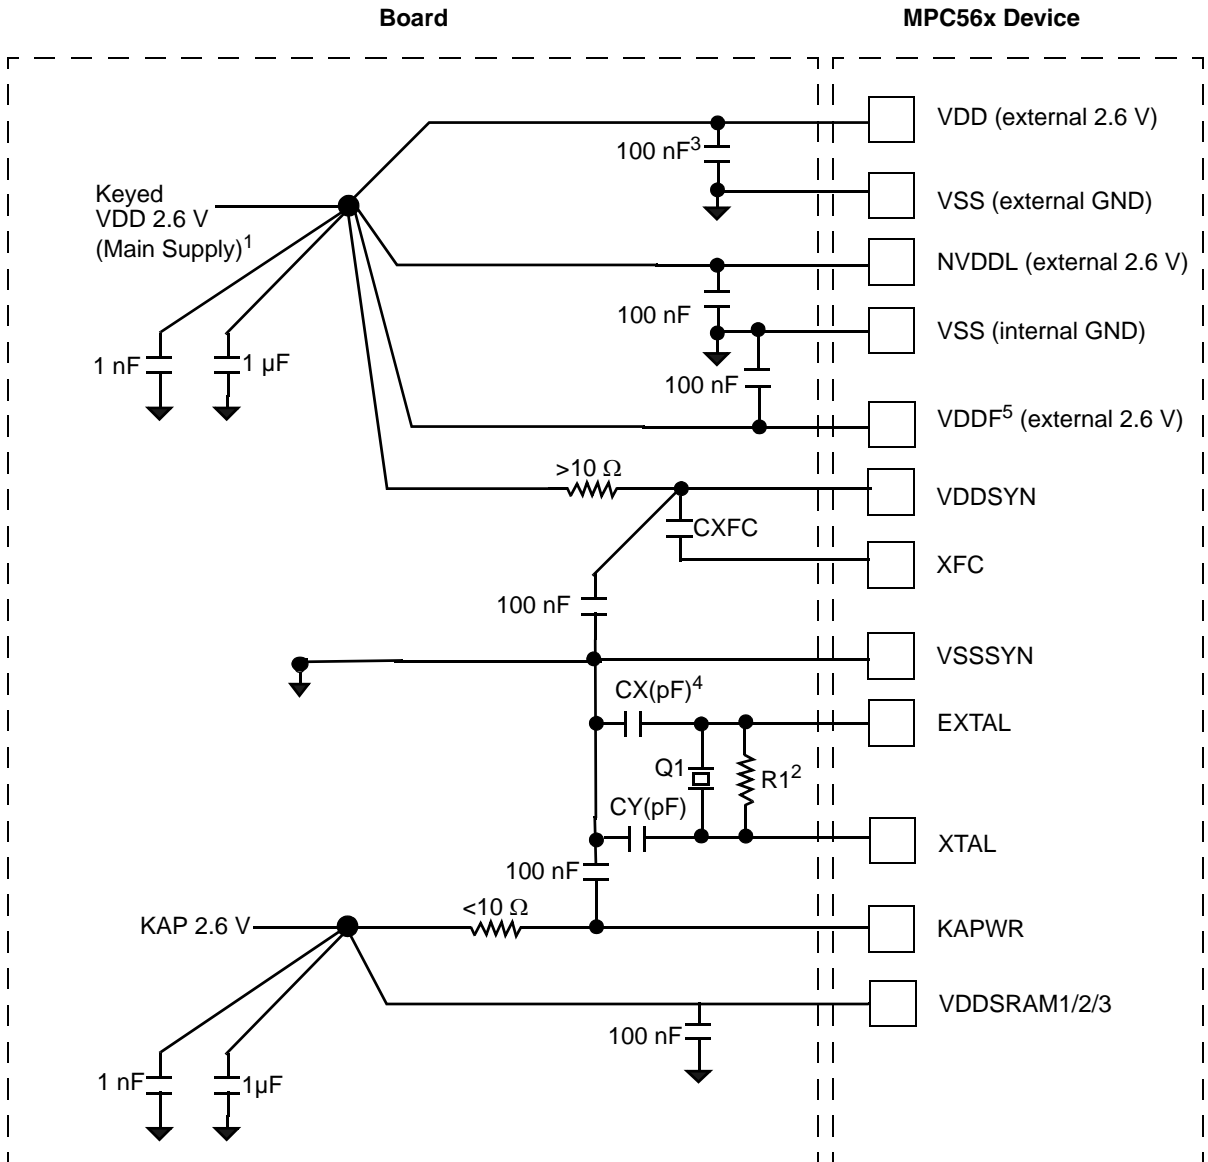 Board
MPC56x Device
VDD (external 2.6 V)
100 nF3
Keyed
VDD 2.6 V
(Main Supply)1
VSS (external GND)
NVDDL (external 2.6 V)
100 nF
VSS (internal GND)
1 nF
1 µF
100 nF
VDDF5 (external 2.6 V)
>10 Ω
VDDSYN
CXFC
XFC
100 nF
VSSSYN
CX(pF)4
EXTAL
Q1
R12
CY(pF)
XTAL
100 nF
<10 Ω
KAP 2.6 V
KAPWR
VDDSRAM1/2/3
100 nF
1 nF
1µF